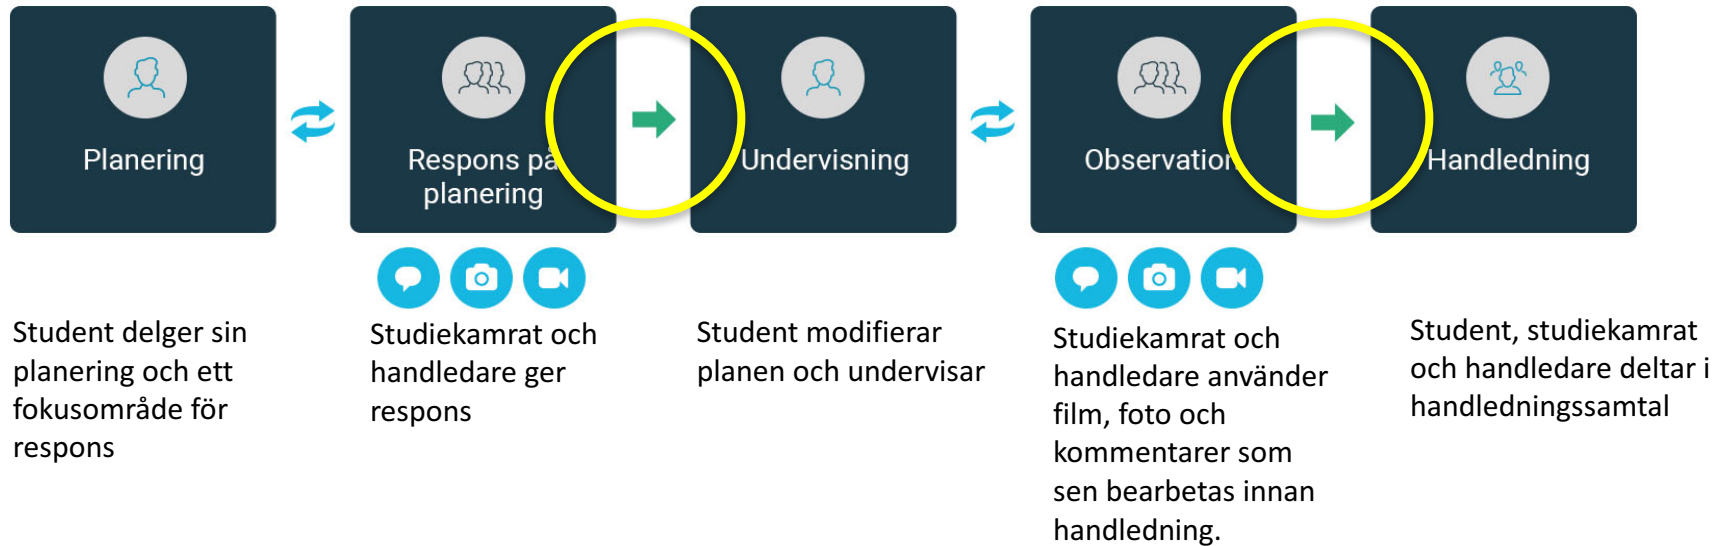 Planering
Respons på
planering
Undervisning
Observation
Handledning
Student delger sin
planering och ett
fokusområde för
respons
Studiekamrat och
handledare ger
respons
Student modifierar
planen och undervisar
Studiekamrat och
handledare använder
film, foto och
kommentarer som
sen bearbetas innan
handledning.
Student, studiekamrat
och handledare deltar i
handledningssamtal